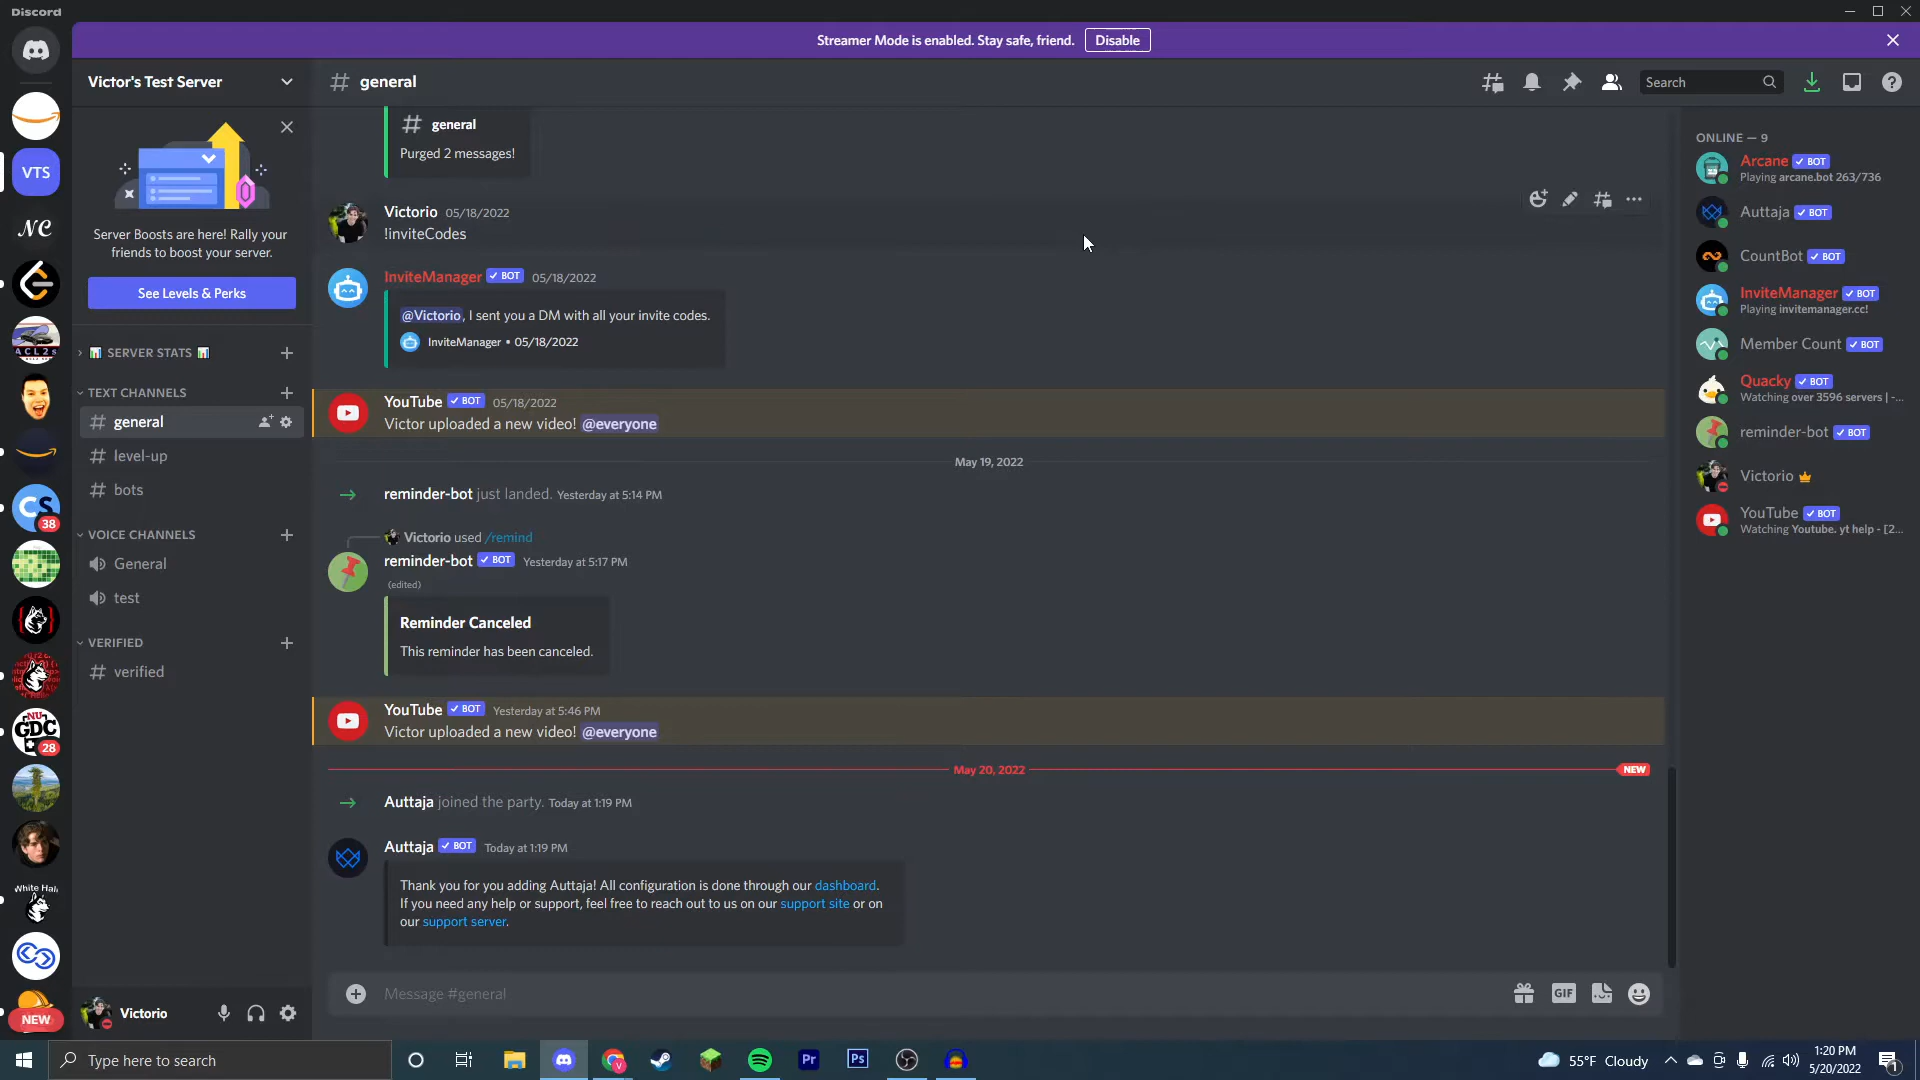 Discord
Streamer Mode is enabled. Stay safe, friend. Disable
Victor's Test Server
general
Search
VTS
NC
ACL2s
CS
38
NU
GDC
28
White Hall
NEW
Server Boosts are here! Rally your
friends to boost your server.
See Levels & Perks
SERVER STATS
TEXT CHANNELS
general
level-up
bots
VOICE CHANNELS
General
test
VERIFIED
verified
Victorio
# general
Purged 2 messages!
Victorio 05/18/2022
!inviteCodes
InviteManager ✓ BOT 05/18/2022
@Victorio, I sent you a DM with all your invite codes.
InviteManager • 05/18/2022
YouTube ✓ BOT 05/18/2022
Victor uploaded a new video! @everyone
May 19, 2022
reminder-bot just landed. Yesterday at 5:14 PM
Victorio used /remind
reminder-bot ✓ BOT Yesterday at 5:17 PM
(edited)
Reminder Canceled
This reminder has been canceled.
YouTube ✓ BOT Yesterday at 5:46 PM
Victor uploaded a new video! @everyone
May 20, 2022 NEW
Auttaja joined the party. Today at 1:19 PM
Auttaja ✓ BOT Today at 1:19 PM
Thank you for you adding Auttaja! All configuration is done through our dashboard.
If you need any help or support, feel free to reach out to us on our support site or on
our support server.
Message #general
GIF
ONLINE — 9
Arcane ✓ BOT
Playing arcane.bot 263/736
Auttaja ✓ BOT
CountBot ✓ BOT
InviteManager ✓ BOT
Playing invitemanager.cc!
Member Count ✓ BOT
Quacky ✓ BOT
Watching over 3596 servers | -...
reminder-bot ✓ BOT
Victorio
YouTube ✓ BOT
Watching Youtube. yt help - [2...
Type here to search
V
Pr
Ps
55°F Cloudy
1:20 PM
5/20/2022
1